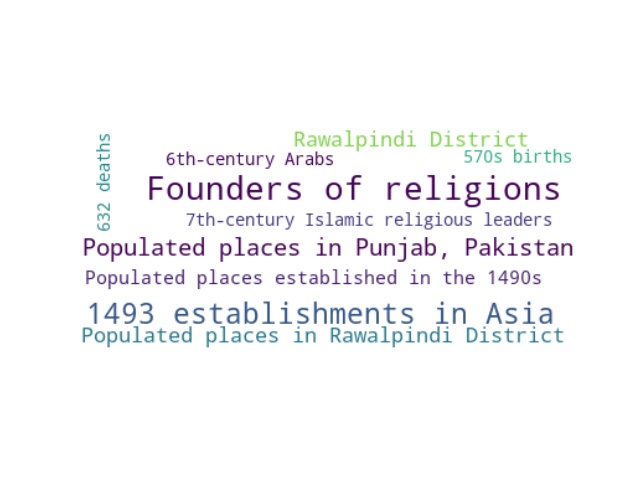 632 deaths
Rawalpindi District
6th-century Arabs
570s births
Founders of religions
7th-century Islamic religious leaders
Populated places in Punjab, Pakistan
Populated places established in the 1490s
1493 establishments in Asia
Populated places in Rawalpindi District